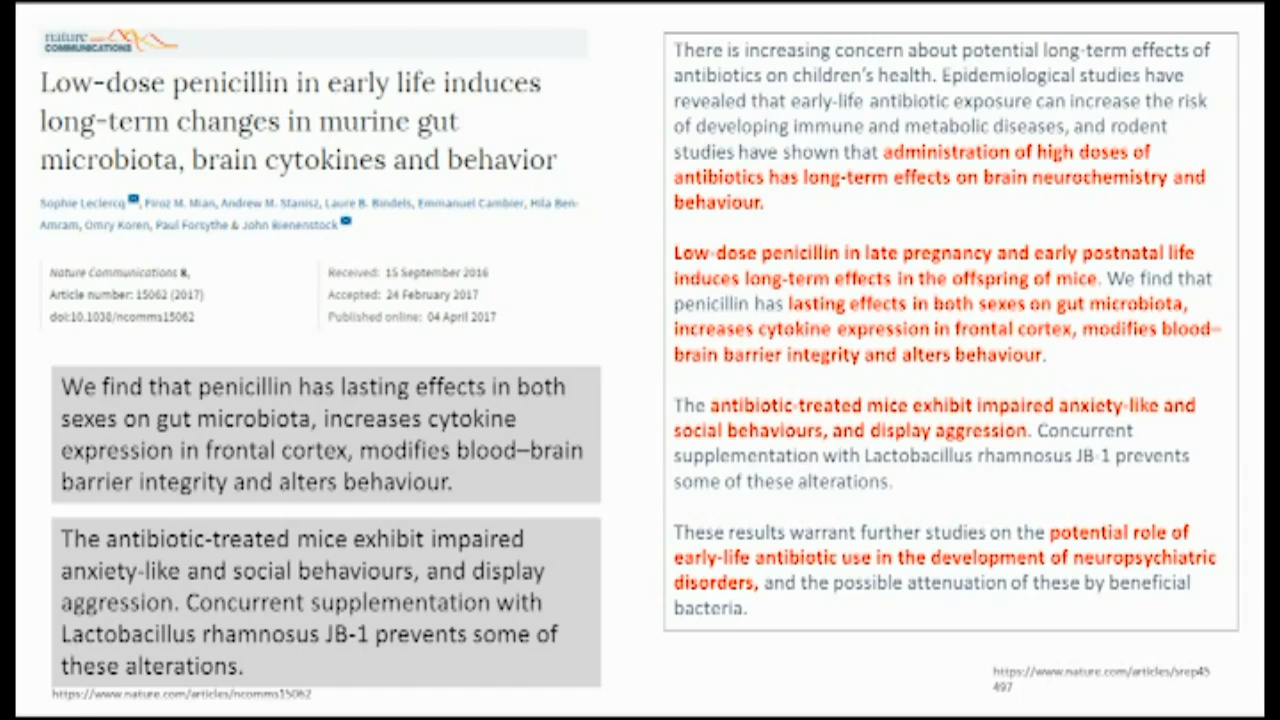 nature
COMMUNICATIONS
Low-dose penicillin in early life induces
long-term changes in murine gut
microbiota, brain cytokines and behavior
Sophie Leclercq, Firoz M. Mian, Andrew M. Stanisz, Laure B. Bindels, Emmanuel Cambier, Hila Ben-
Amram, Omry Koren, Paul Forsythe & John Bienenstock
Nature Communications 8,
Article number: 15062 (2017)
doi:10.1038/ncomms15062
Received: 15 September 2016
Accepted: 24 February 2017
Published online: 04 April 2017
We find that penicillin has lasting effects in both
sexes on gut microbiota, increases cytokine
expression in frontal cortex, modifies blood–brain
barrier integrity and alters behaviour.
The antibiotic-treated mice exhibit impaired
anxiety-like and social behaviours, and display
aggression. Concurrent supplementation with
Lactobacillus rhamnosus JB-1 prevents some of
these alterations.
https://www.nature.com/articles/ncomms15062
There is increasing concern about potential long-term effects of
antibiotics on children's health. Epidemiological studies have
revealed that early-life antibiotic exposure can increase the risk
of developing immune and metabolic diseases, and rodent
studies have shown that administration of high doses of
antibiotics has long-term effects on brain neurochemistry and
behaviour.
Low-dose penicillin in late pregnancy and early postnatal life
induces long-term effects in the offspring of mice. We find that
penicillin has lasting effects in both sexes on gut microbiota,
increases cytokine expression in frontal cortex, modifies blood–
brain barrier integrity and alters behaviour.
The antibiotic-treated mice exhibit impaired anxiety-like and
social behaviours, and display aggression. Concurrent
supplementation with Lactobacillus rhamnosus JB-1 prevents
some of these alterations.
These results warrant further studies on the potential role of
early-life antibiotic use in the development of neuropsychiatric
disorders, and the possible attenuation of these by beneficial
bacteria.
https://www.nature.com/articles/srep45
497